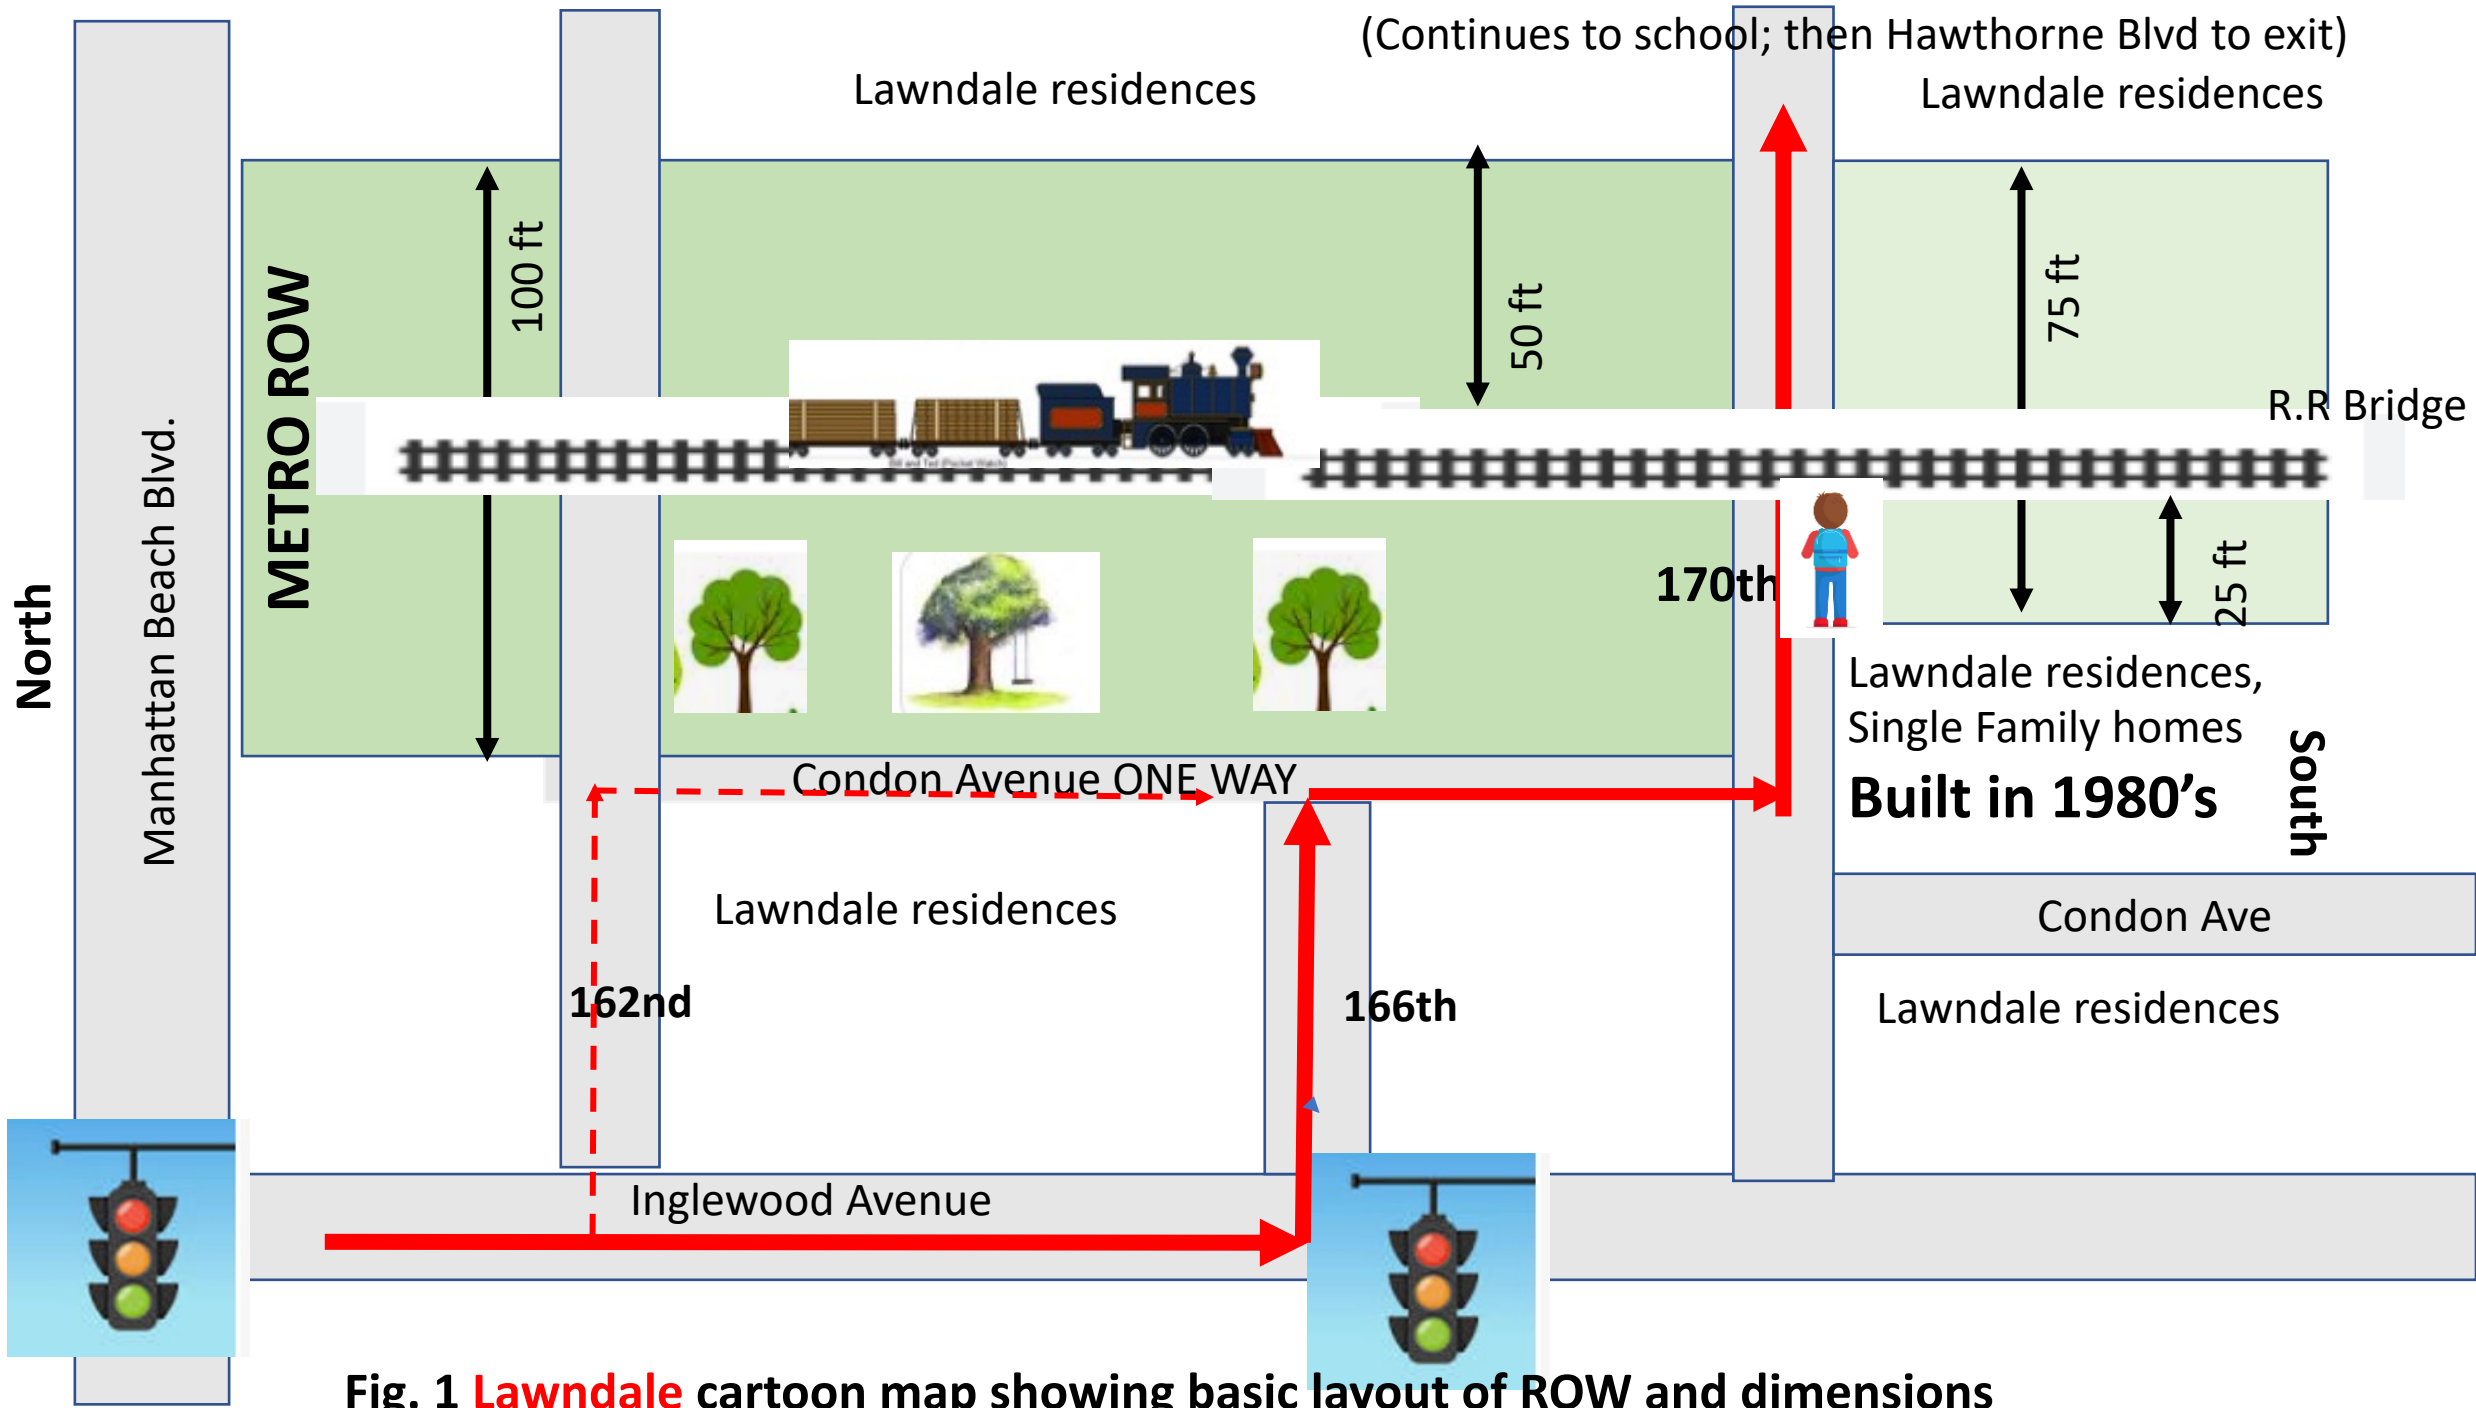 (Continues to school; then Hawthorne Blvd to exit)
Lawndale residences
Lawndale residences
100 ft
50 ft
75 ft
METRO ROW
R.R Bridge
Manhattan Beach Blvd.
North
170th
25 ft
Lawndale residences,
Single Family homes
Built in 1980’s
South
Condon Avenue ONE WAY
Lawndale residences
Condon Ave
162nd
166th
Lawndale residences
Inglewood Avenue
Fig. 1 Lawndale cartoon map showing basic layout of ROW and dimensions